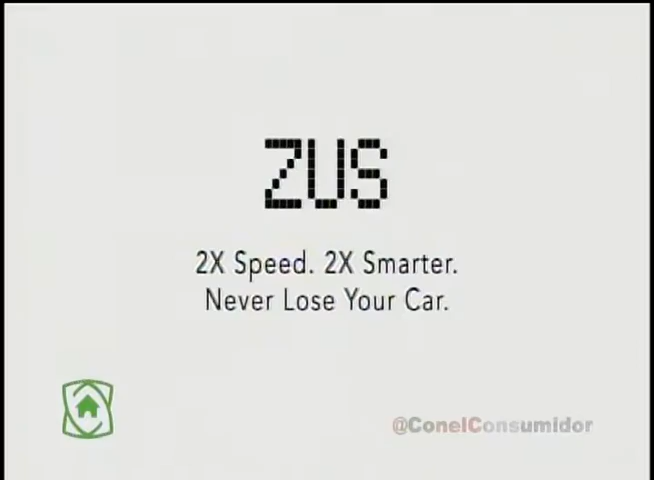 ZUS
2X Speed. 2X Smarter.
Never Lose Your Car.
@ConelConsumidor